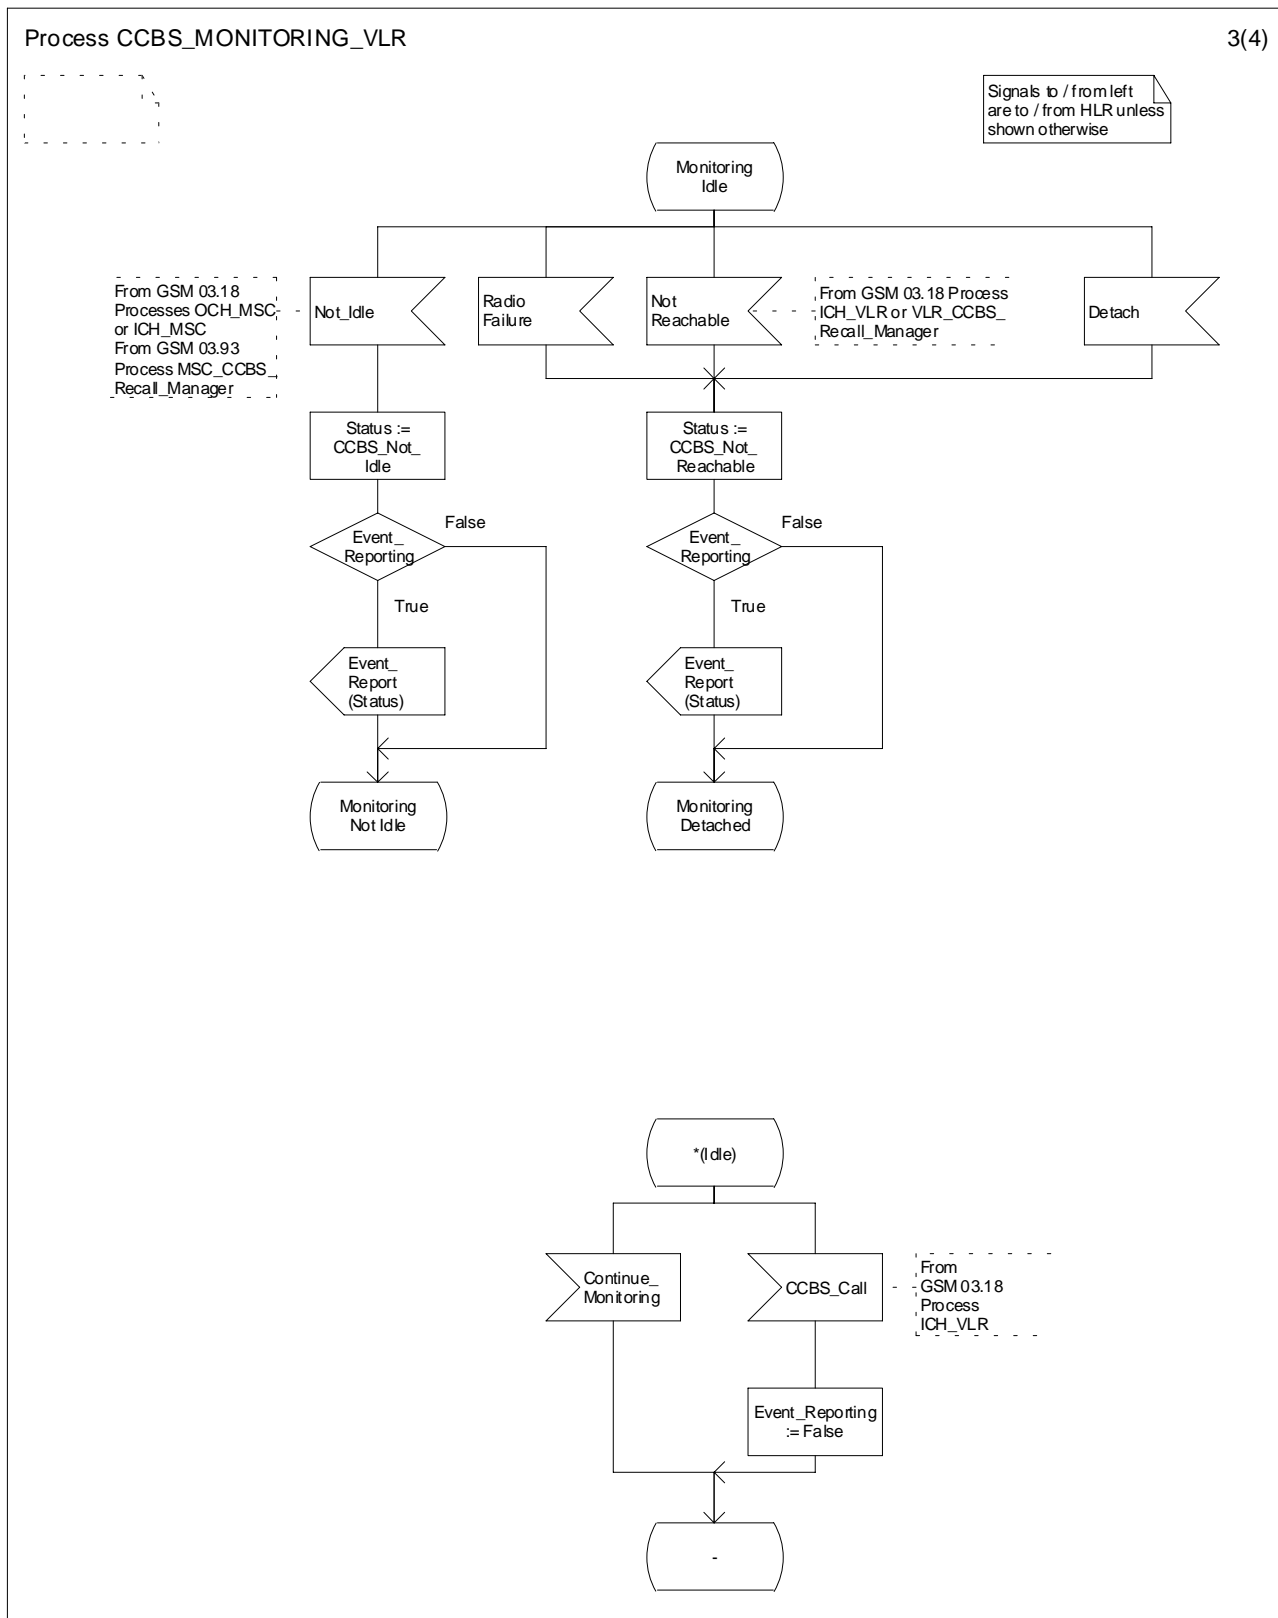 Process CCBS_MONITORING_VLR
3(4)
Signals to / from left
are to / from HLR unless
shown otherwise
Monitoring
Idle
From GSM 03.18
Processes OCH_MSC
or ICH_MSC
From GSM 03.93
Process MSC_CCBS_
Recall_Manager
Not_Idle
Radio
Failure
Not
Reachable
From GSM 03.18 Process
ICH_VLR or VLR_CCBS_
Recall_Manager
Detach
Status :=
CCBS_Not_
Idle
Status :=
CCBS_Not_
Reachable
Event_
Reporting
False
Event_
Reporting
False
True
True
Event_
Report
(Status)
Event_
Report
(Status)
Monitoring
Not Idle
Monitoring
Detached
*(Idle)
Continue_
Monitoring
CCBS_Call
From
GSM 03.18
Process
ICH_VLR
Event_Reporting
:= False
-